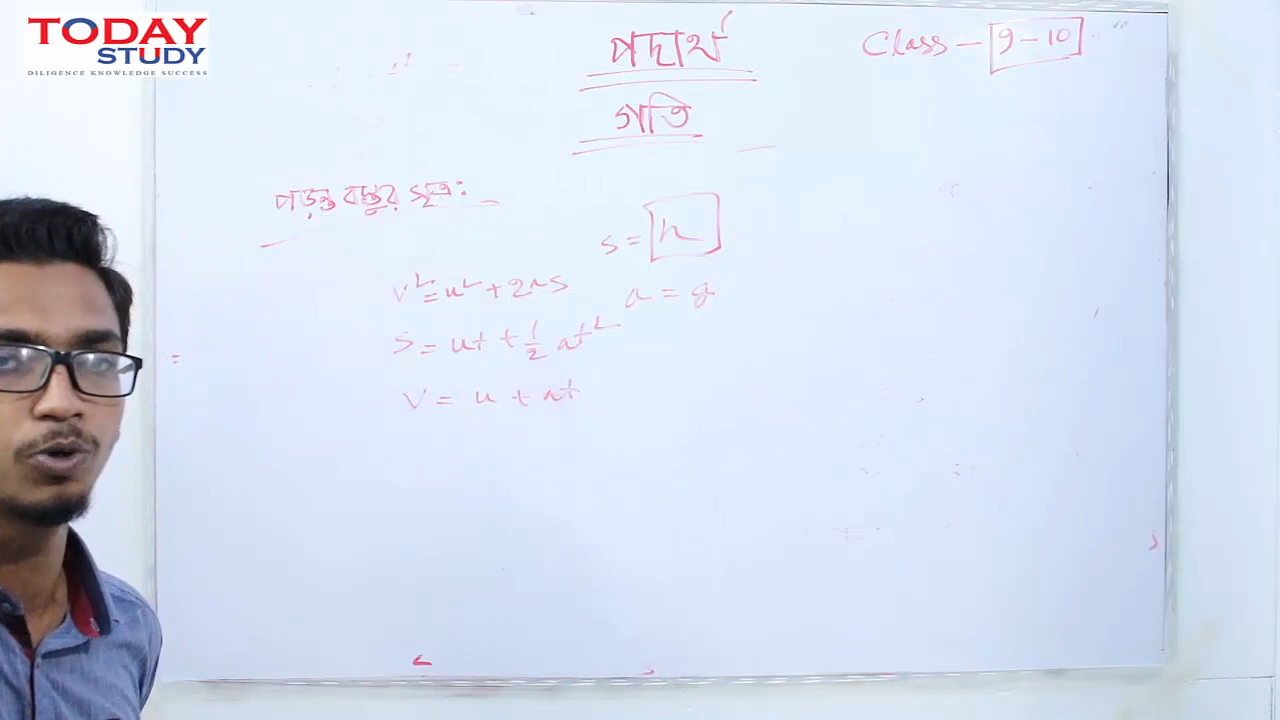 TODAY
STUDY
DILIGENCE KNOWLEDGE SUCCESS
পদার্থ
Class – 9-10
গতি
পড়ন্ত বস্তুর সূত্র:
s = h
v² = u² + 2as
a = g
s = ut + 1/2 at²
v = u + at